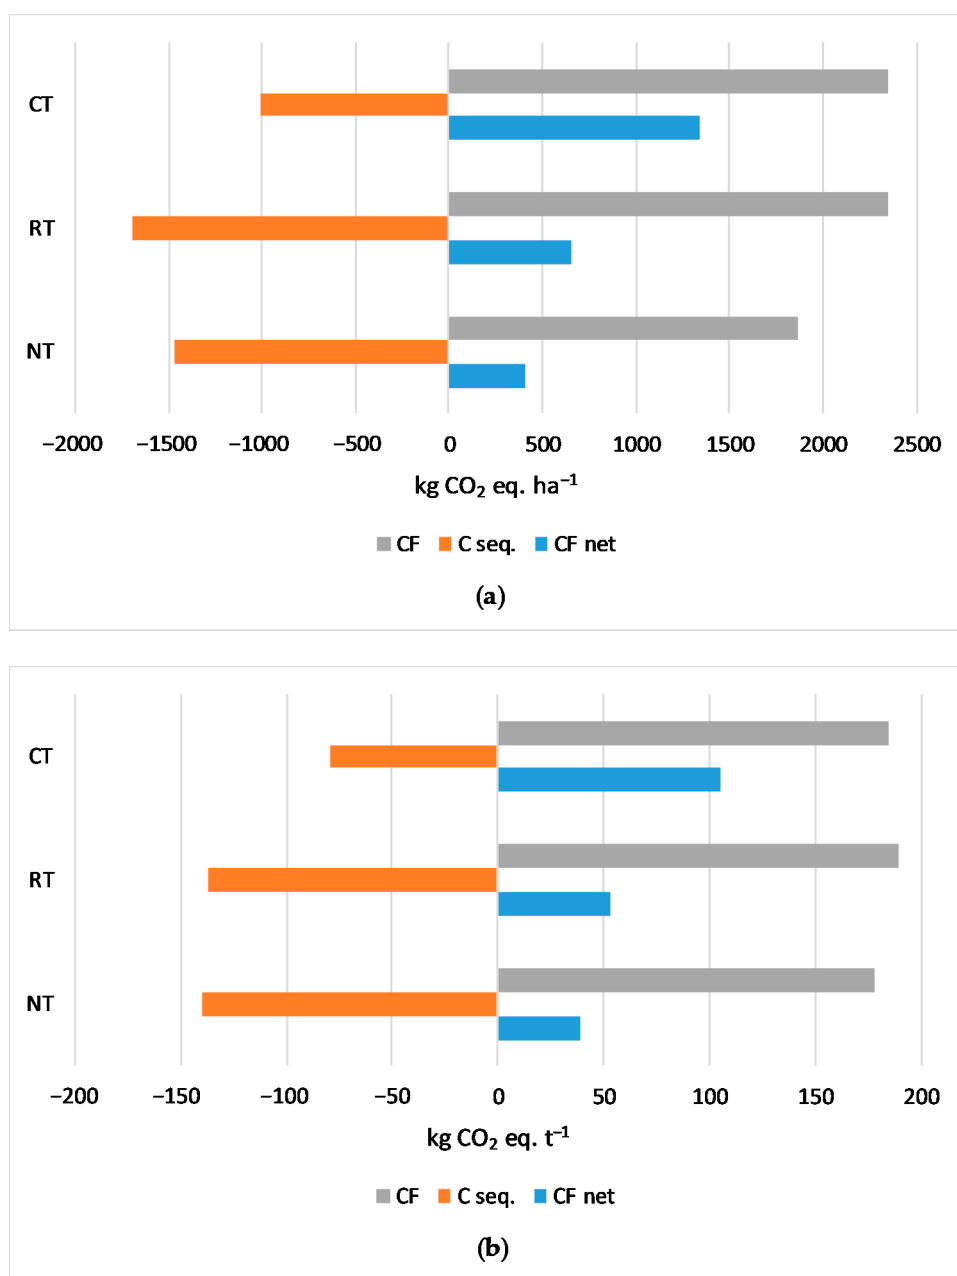 CT
RT
NT
−2000 −1500 −1000 −500 0 500 1000 1500 2000 2500
kg CO₂ eq. ha⁻¹
CF C seq. CF net
(a)
CT
RT
NT
−200 −150 −100 −50 0 50 100 150 200
kg CO₂ eq. t⁻¹
CF C seq. CF net
(b)